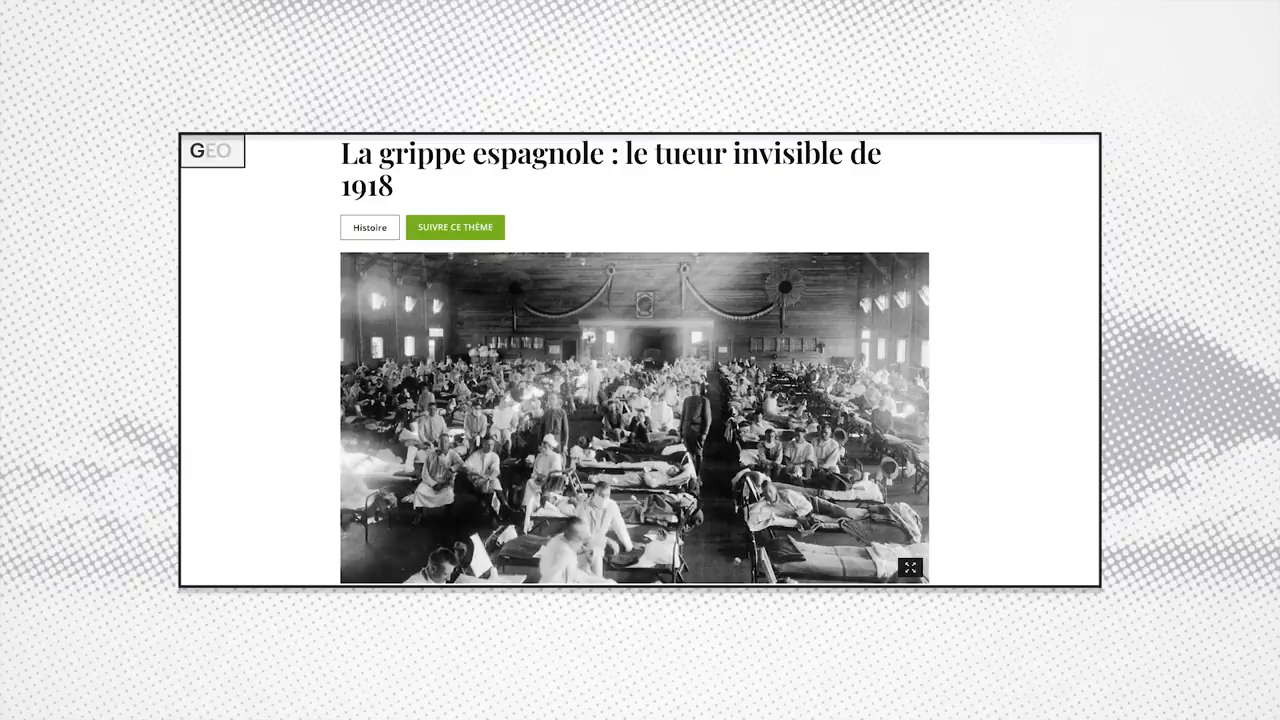 GEO
La grippe espagnole : le tueur invisible de
1918
Histoire
SUIVRE CE THÈME